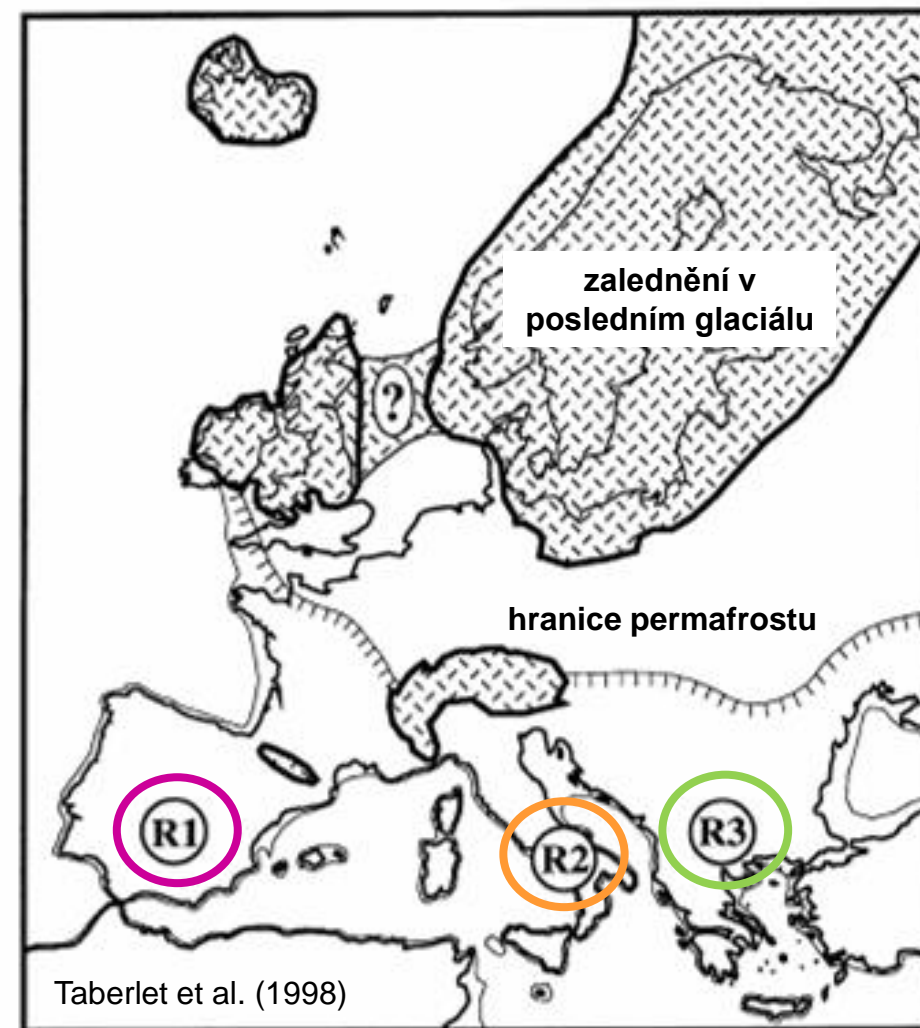 zalednění v
posledním glaciálu
?
hranice permafrostu
R1
R2
R3
Taberlet et al. (1998)